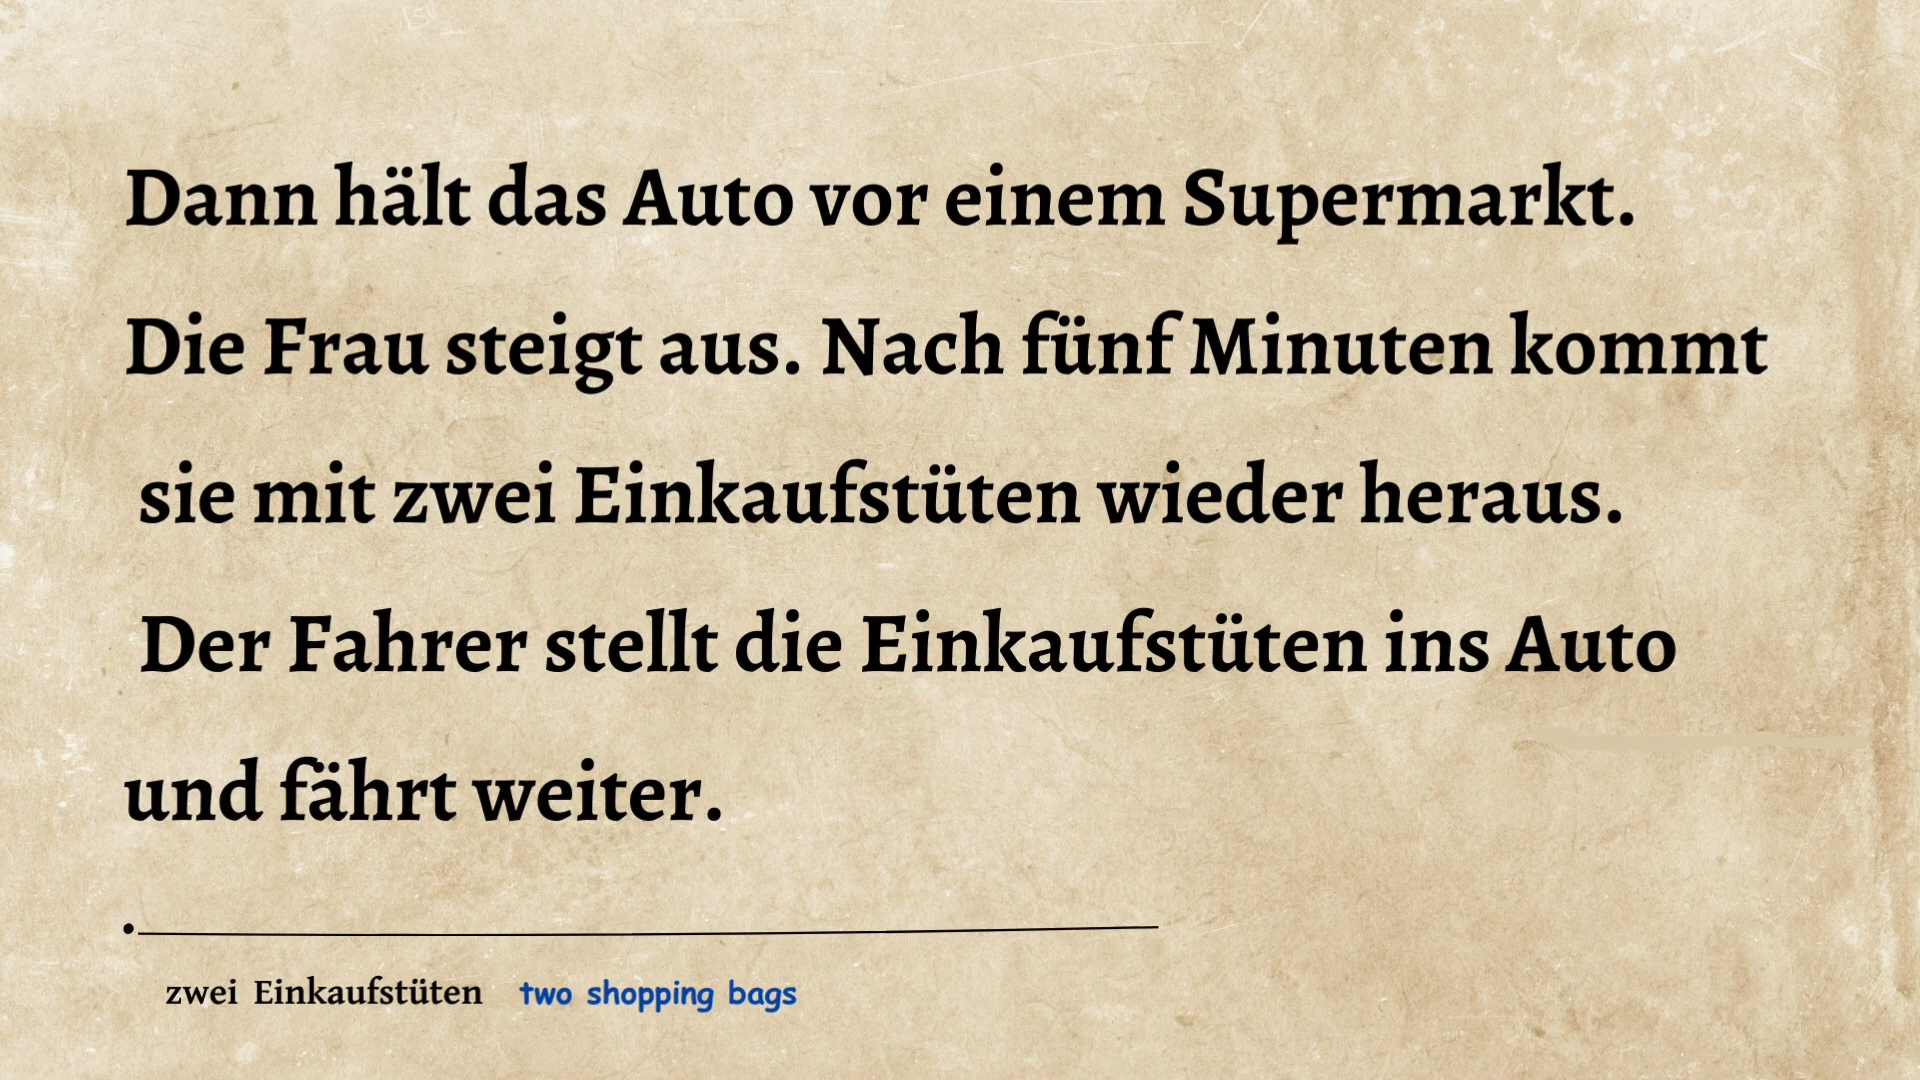 Dann hält das Auto vor einem Supermarkt.
Die Frau steigt aus. Nach fünf Minuten kommt
sie mit zwei Einkaufstüten wieder heraus.
Der Fahrer stellt die Einkaufstüten ins Auto
und fährt weiter.
zwei Einkaufstüten two shopping bags